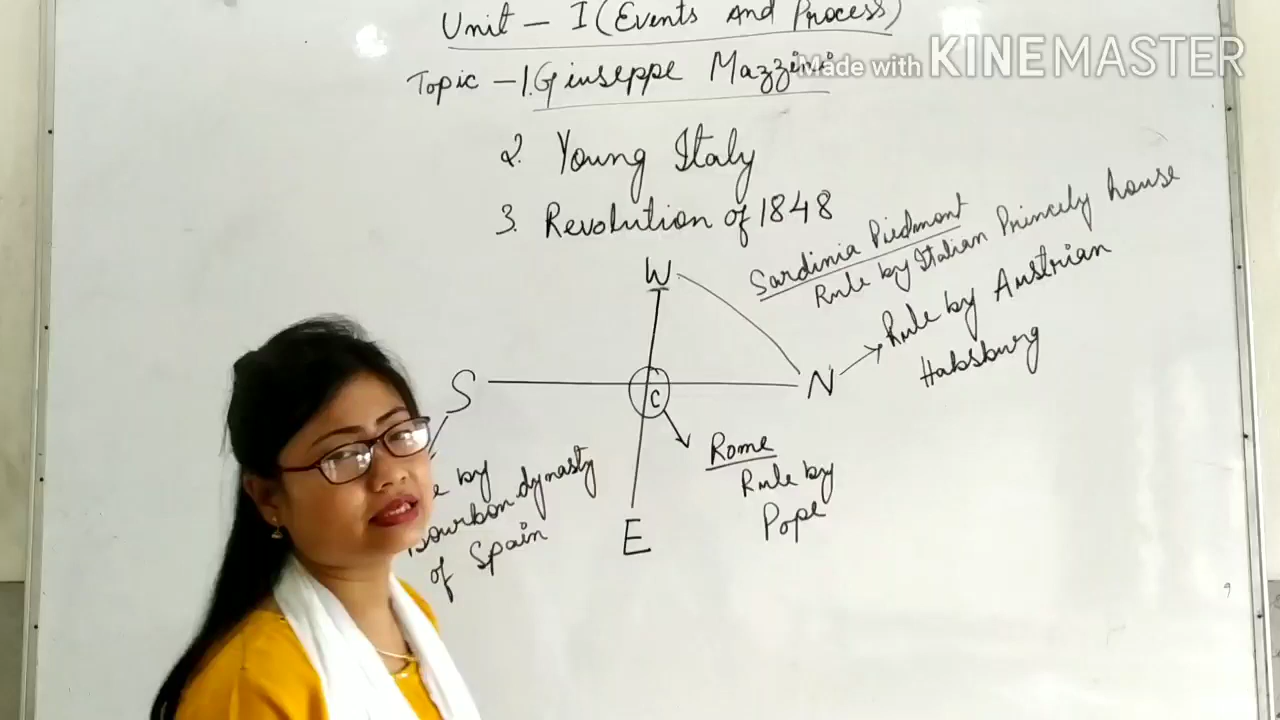 Unit - I (Events And Process)
Topic - 1. Giuseppe Mazzini
Made with KINEMASTER
2. Young Italy
3. Revolution of 1848
Sardinia Piedmont
Rule by Italian Princely house
W
N → Rule by Austrian
Habsburg
S
C
Rome
Rule by
Pope
e by
Bourbon dynasty
of Spain
E